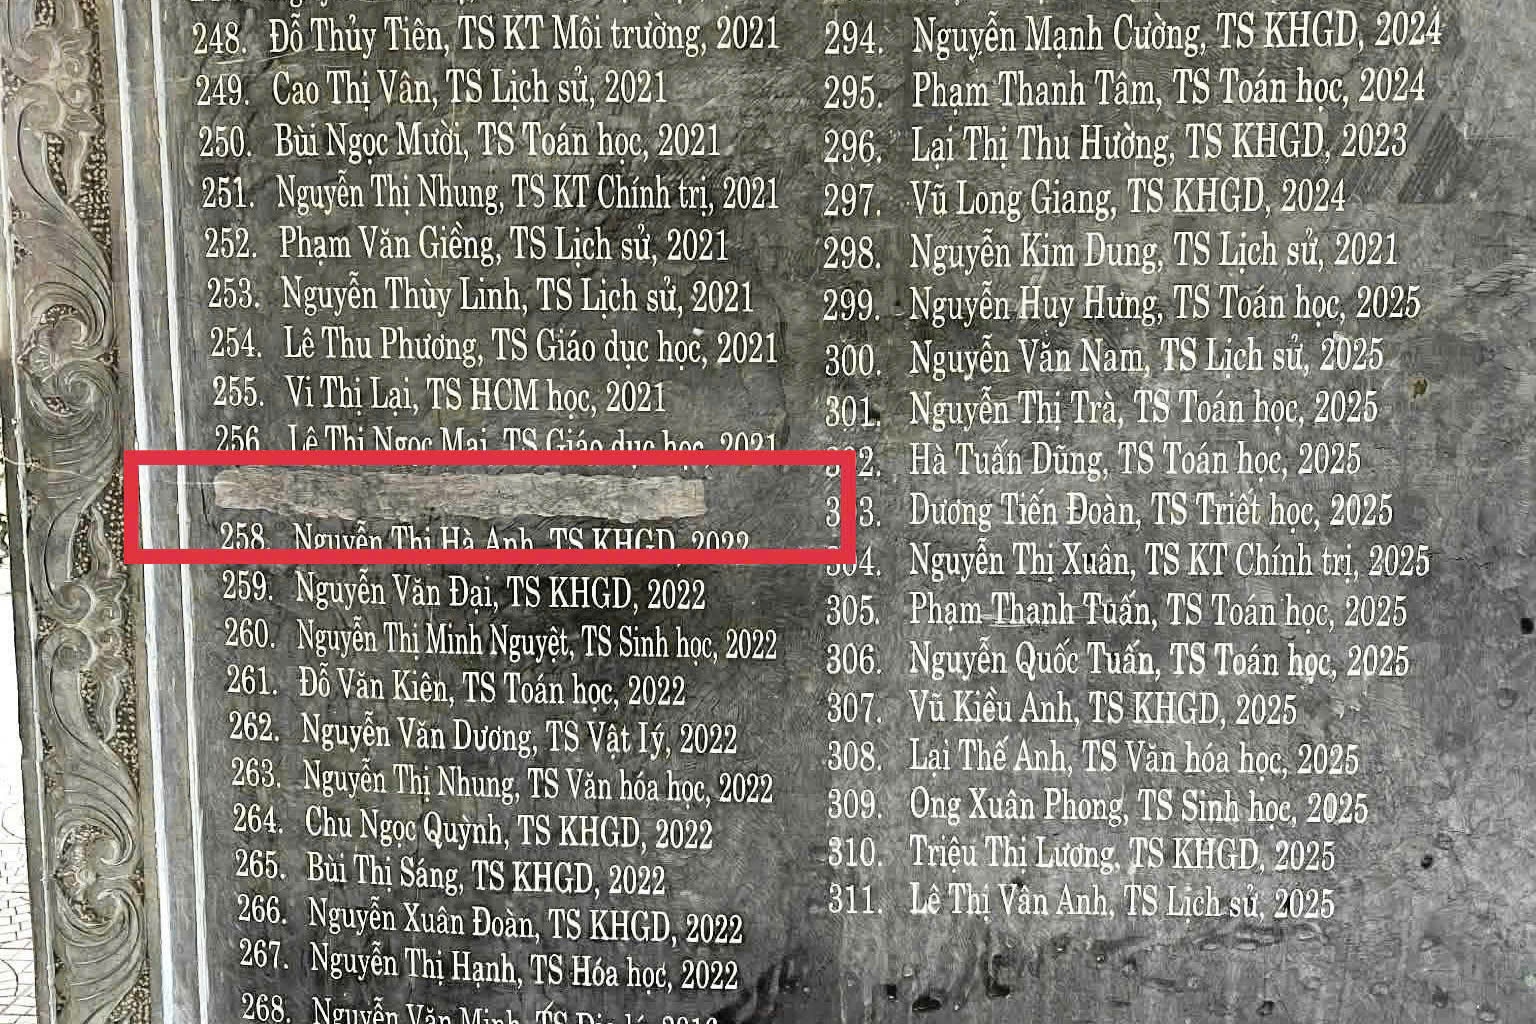 248. Đỗ Thủy Tiên, TS KT Môi trường, 2021
249. Cao Thị Vân, TS Lịch sử, 2021
250. Bùi Ngọc Mười, TS Toán học, 2021
251. Nguyễn Thị Nhung, TS KT Chính trị, 2021
252. Phạm Văn Giềng, TS Lịch sử, 2021
253. Nguyễn Thùy Linh, TS Lịch sử, 2021
254. Lê Thu Phương, TS Giáo dục học, 2021
255. Vi Thị Lại, TS HCM học, 2021
256. Lê Thị Ngọc Mai, TS Giáo dục học, 2021
258. Nguyễn Thị Hà Anh, TS KHGD, 2022
259. Nguyễn Văn Đại, TS KHGD, 2022
260. Nguyễn Thị Minh Nguyệt, TS Sinh học, 2022
261. Đỗ Văn Kiên, TS Toán học, 2022
262. Nguyễn Văn Dương, TS Vật lý, 2022
263. Nguyễn Thị Nhung, TS Văn hóa học, 2022
264. Chu Ngọc Quỳnh, TS KHGD, 2022
265. Bùi Thị Sáng, TS KHGD, 2022
266. Nguyễn Xuân Đoàn, TS KHGD, 2022
267. Nguyễn Thị Hạnh, TS Hóa học, 2022
268. Nguyễn Văn Minh, TS
294. Nguyễn Mạnh Cường, TS KHGD, 2024
295. Phạm Thanh Tâm, TS Toán học, 2024
296. Lại Thị Thu Hường, TS KHGD, 2023
297. Vũ Long Giang, TS KHGD, 2024
298. Nguyễn Kim Dung, TS Lịch sử, 2021
299. Nguyễn Huy Hưng, TS Toán học, 2025
300. Nguyễn Văn Nam, TS Lịch sử, 2025
301. Nguyễn Thị Trà, TS Toán học, 2025
302. Hà Tuấn Dũng, TS Toán học, 2025
303. Dương Tiến Đoàn, TS Triết học, 2025
304. Nguyễn Thị Xuân, TS KT Chính trị, 2025
305. Phạm Thanh Tuấn, TS Toán học, 2025
306. Nguyễn Quốc Tuấn, TS Toán học, 2025
307. Vũ Kiều Anh, TS KHGD, 2025
308. Lại Thế Anh, TS Văn hóa học, 2025
309. Ong Xuân Phong, TS Sinh học, 2025
310. Triệu Thị Lương, TS KHGD, 2025
311. Lê Thị Vân Anh, TS Lịch sử, 2025